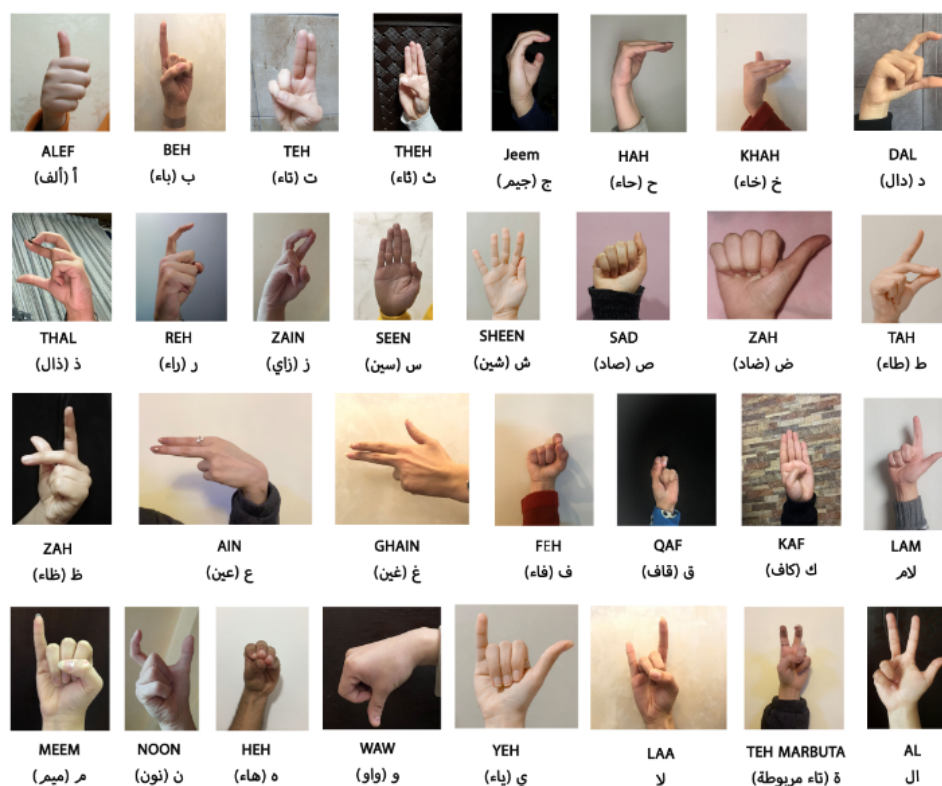 ALEF
أ (ألف)
BEH
ب (باء)
TEH
ت (تاء)
THEH
ث (ثاء)
Jeem
ج (جيم)
HAH
ح (حاء)
KHAH
خ (خاء)
DAL
د (دال)
THAL
ذ (ذال)
REH
ر (راء)
ZAIN
ز (زاي)
SEEN
س (سين)
SHEEN
ش (شين)
SAD
ص (صاد)
ZAH
ض (ضاد)
TAH
ط (طاء)
ZAH
ظ (ظاء)
AIN
ع (عين)
GHAIN
غ (غين)
FEH
ف (فاء)
QAF
ق (قاف)
KAF
ك (كاف)
LAM
لام
MEEM
م (ميم)
NOON
ن (نون)
HEH
ه (هاء)
WAW
و (واو)
YEH
ي (ياء)
LAA
لا
TEH MARBUTA
ة (تاء مربوطة)
AL
ال